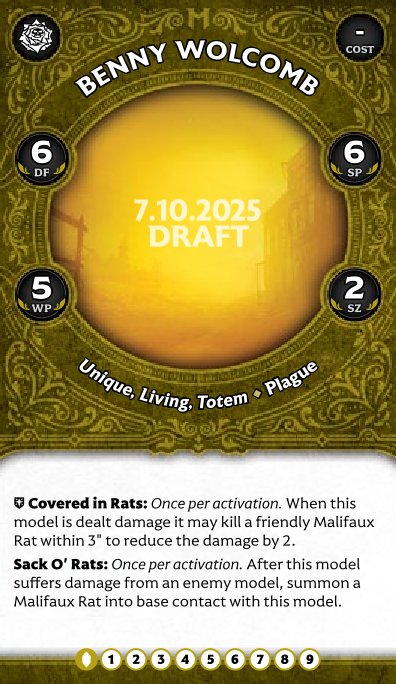 -
COST
BENNY WOLCOMB
6
DF
6
SP
7.10.2025
DRAFT
5
WP
2
SZ
Unique, Living, Totem ⬥ Plague
Covered in Rats: Once per activation. When this
model is dealt damage it may kill a friendly Malifaux
Rat within 3" to reduce the damage by 2.
Sack O’ Rats: Once per activation. After this model
suffers damage from an enemy model, summon a
Malifaux Rat into base contact with this model.
1 2 3 4 5 6 7 8 9